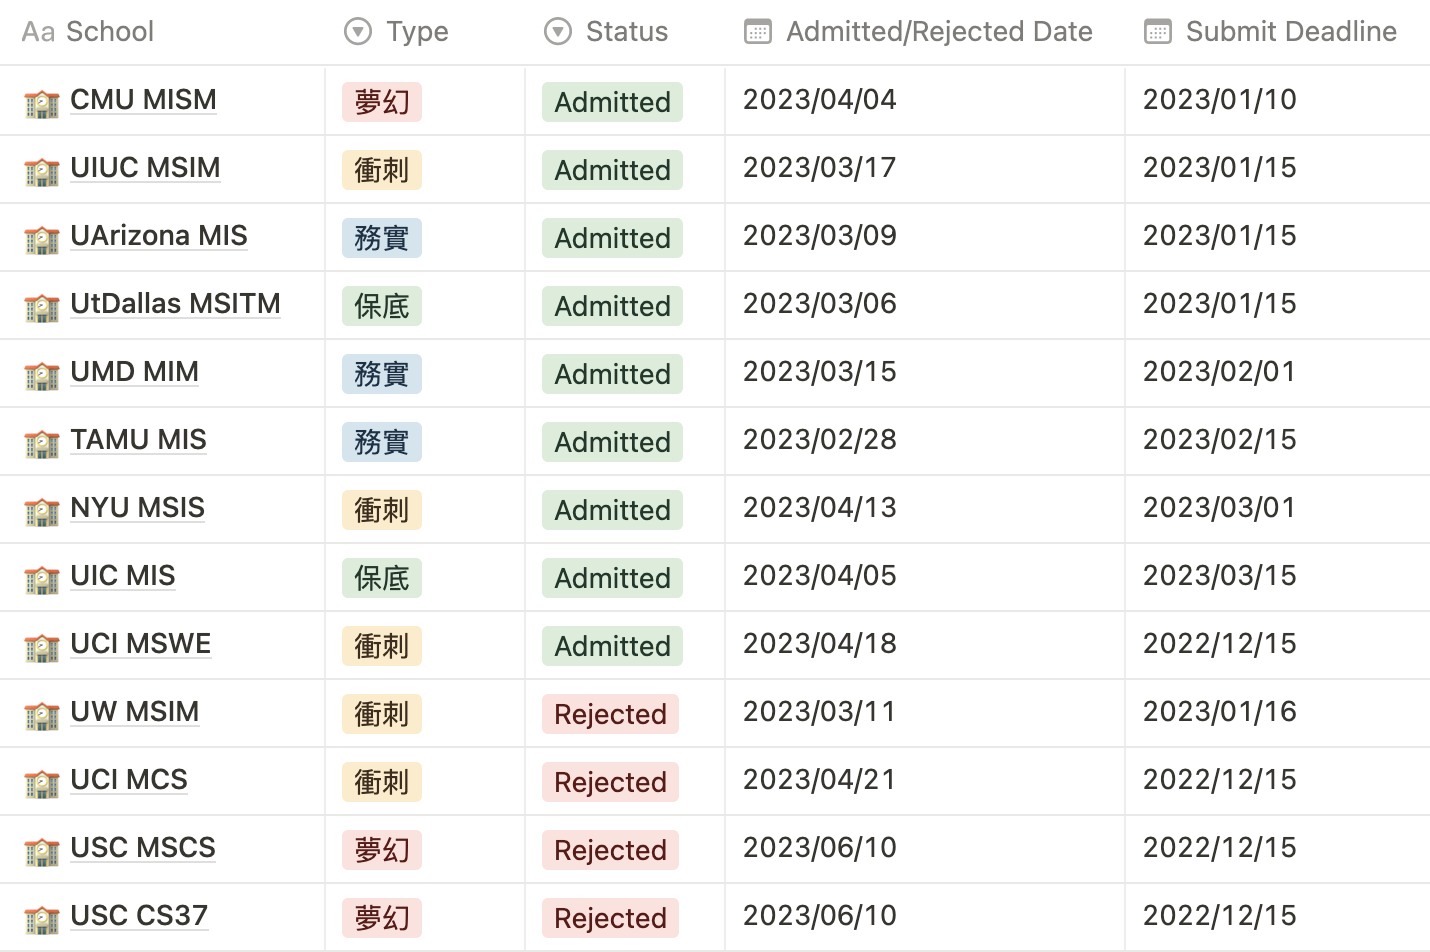 Aa School Type Status Admitted/Rejected Date Submit Deadline
CMU MISM 夢幻 Admitted 2023/04/04 2023/01/10
UIUC MSIM 衝刺 Admitted 2023/03/17 2023/01/15
UArizona MIS 務實 Admitted 2023/03/09 2023/01/15
UtDallas MSITM 保底 Admitted 2023/03/06 2023/01/15
UMD MIM 務實 Admitted 2023/03/15 2023/02/01
TAMU MIS 務實 Admitted 2023/02/28 2023/02/15
NYU MSIS 衝刺 Admitted 2023/04/13 2023/03/01
UIC MIS 保底 Admitted 2023/04/05 2023/03/15
UCI MSWE 衝刺 Admitted 2023/04/18 2022/12/15
UW MSIM 衝刺 Rejected 2023/03/11 2023/01/16
UCI MCS 衝刺 Rejected 2023/04/21 2022/12/15
USC MSCS 夢幻 Rejected 2023/06/10 2022/12/15
USC CS37 夢幻 Rejected 2023/06/10 2022/12/15